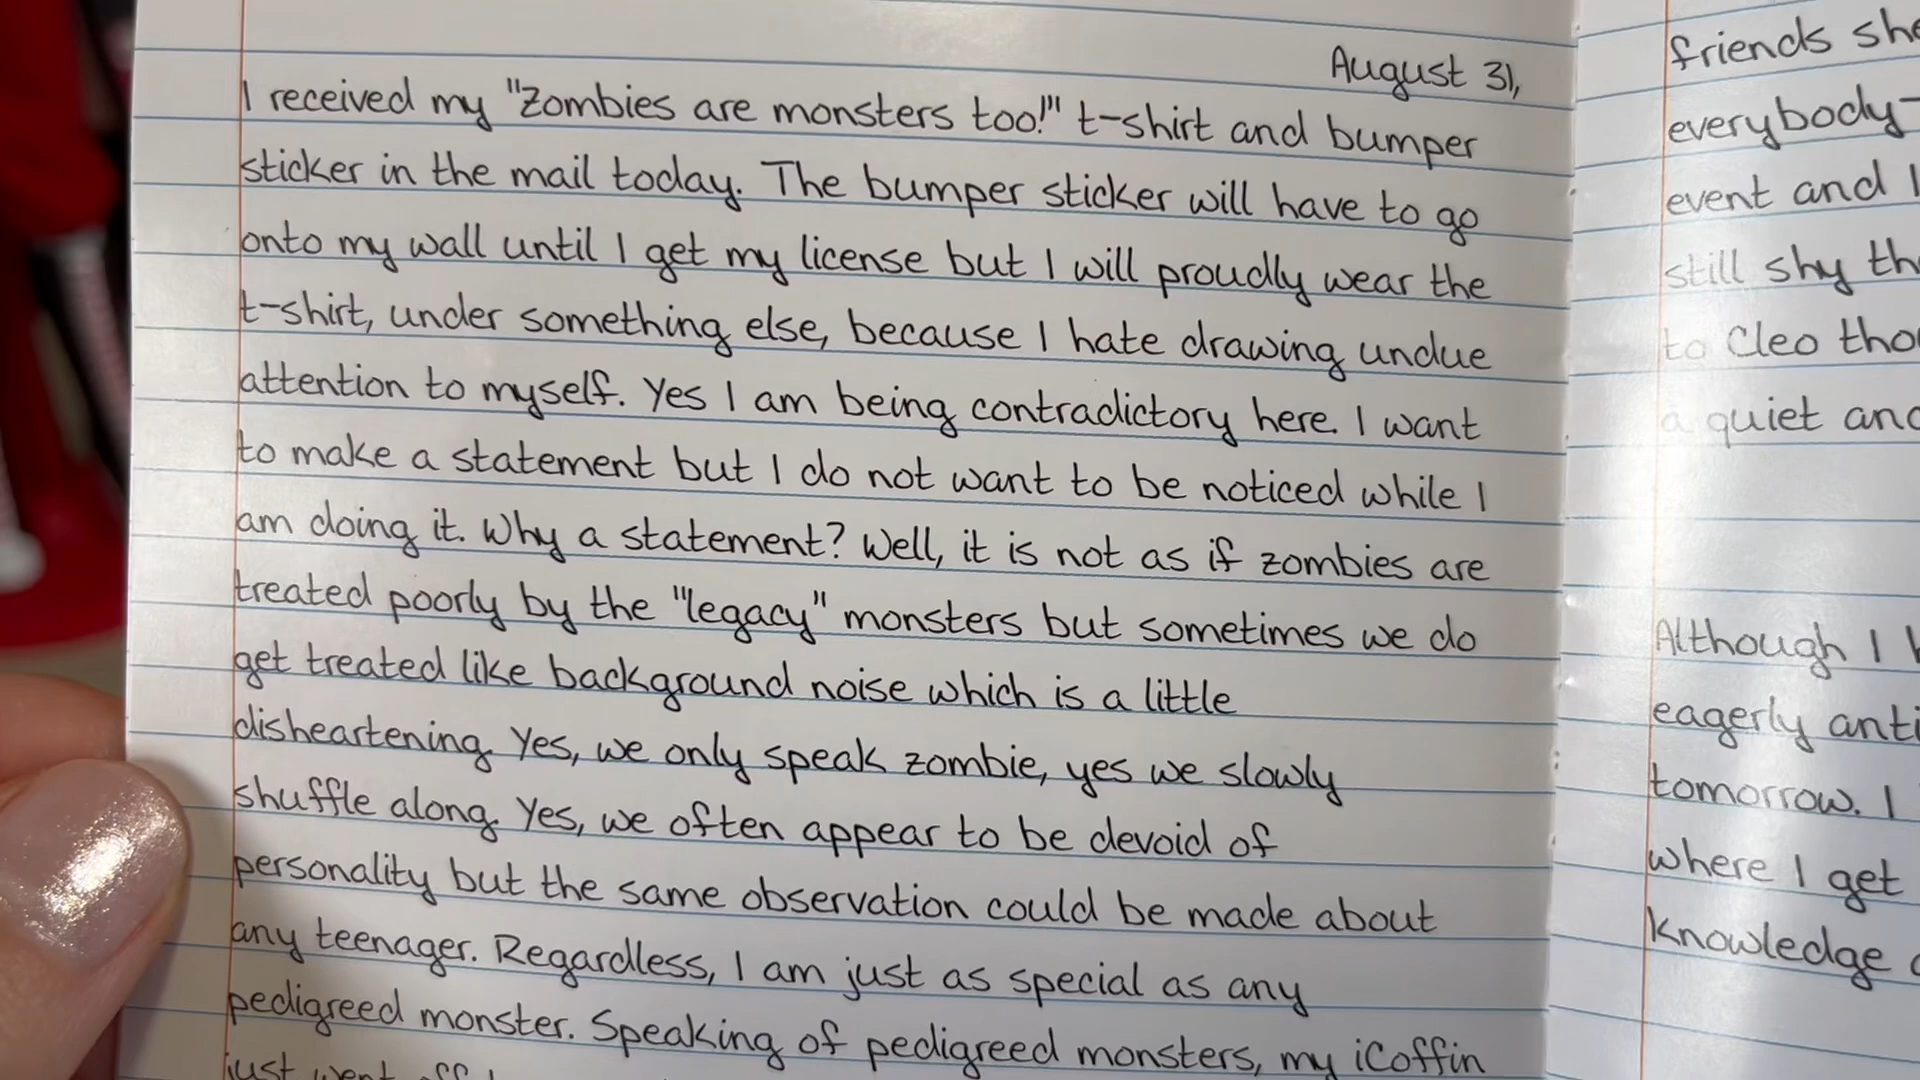 August 31,
I received my "Zombies are monsters too!" t-shirt and bumper
sticker in the mail today. The bumper sticker will have to go
onto my wall until I get my license but I will proudly wear the
t-shirt, under something else, because I hate drawing undue
attention to myself. Yes I am being contradictory here. I want
to make a statement but I do not want to be noticed while I
am doing it. Why a statement? Well, it is not as if zombies are
treated poorly by the "legacy" monsters but sometimes we do
get treated like background noise which is a little
disheartening. Yes, we only speak zombie, yes we slowly
shuffle along. Yes, we often appear to be devoid of
personality but the same observation could be made about
any teenager. Regardless, I am just as special as any
pedigreed monster. Speaking of pedigreed monsters, my iCoffin
just went off
friends
everybody-
event and I
still shy
to Cleo
a quiet
Although I
eagerly
tomorrow. I
where I get
knowledge